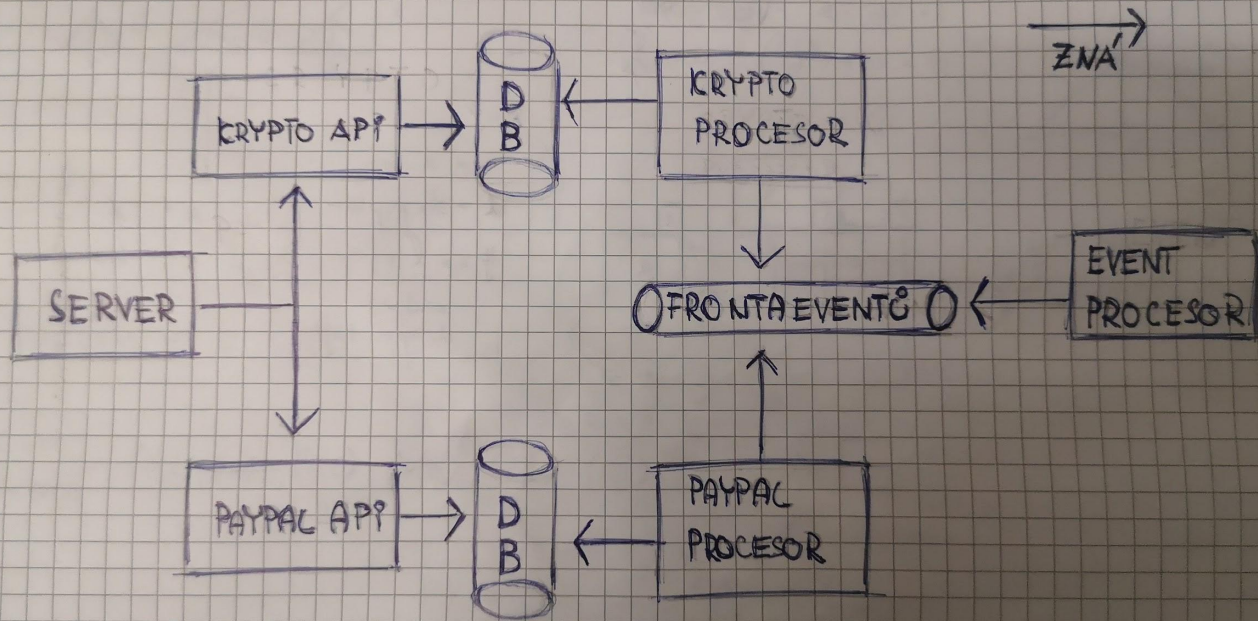 ZNÁ
KRYPTO API
D
B
KRYPTO
PROCESOR
SERVER
FRONTA EVENTŮ
EVENT
PROCESOR
PAYPAL API
D
B
PAYPAL
PROCESOR